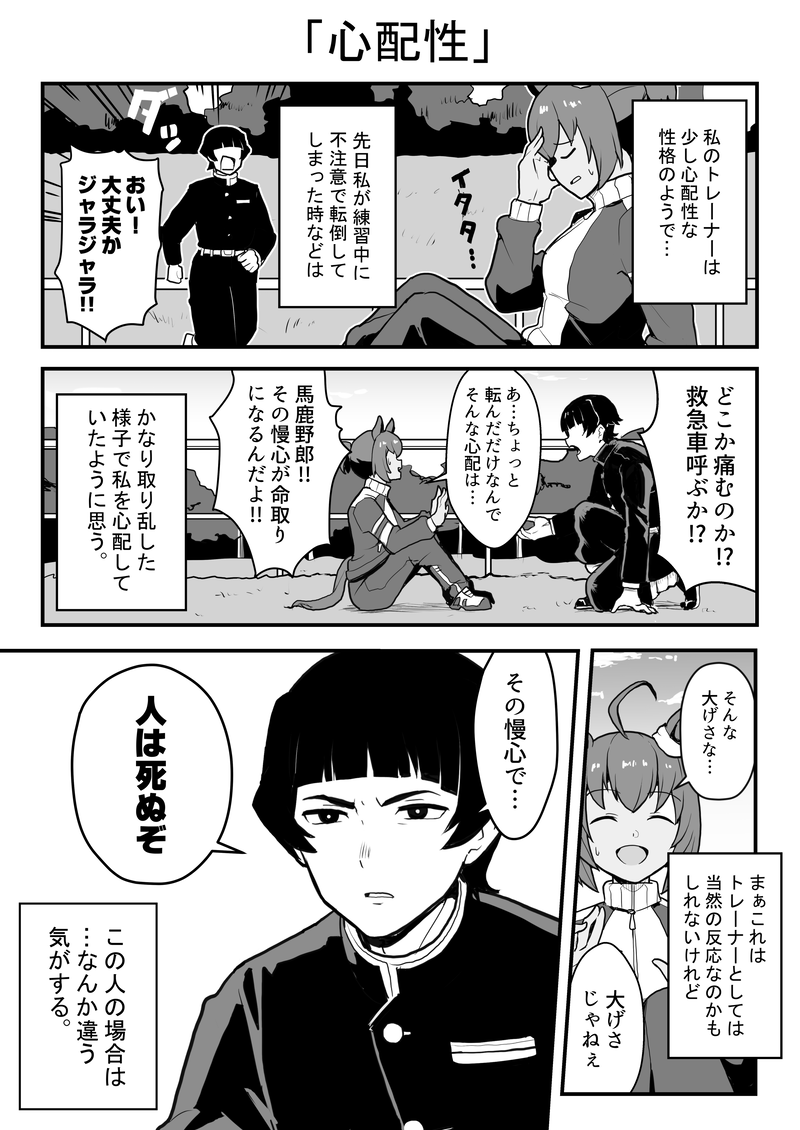 「心配性」
私のトレーナーは
少し心配性な
性格のようで…
イタタ…
先日私が練習中に
不注意で転倒して
しまった時などは
ダッ
おい！
大丈夫か
ジャラジャラ!!
どこか痛むのか!?
救急車呼ぶか!?
あ…ちょっと
転んだだけなんで
そんな心配は…
馬鹿野郎!!
その慢心が命取り
になるんだよ!!
かなり取り乱した
様子で私を心配して
いたように思う。
そんな
大げさな…
まぁこれは
トレーナーとしては
当然の反応なのかも
しれないけれど
大げさ
じゃねぇ
その慢心で…
人は死ぬぞ
この人の場合は
…なんか違う
気がする。